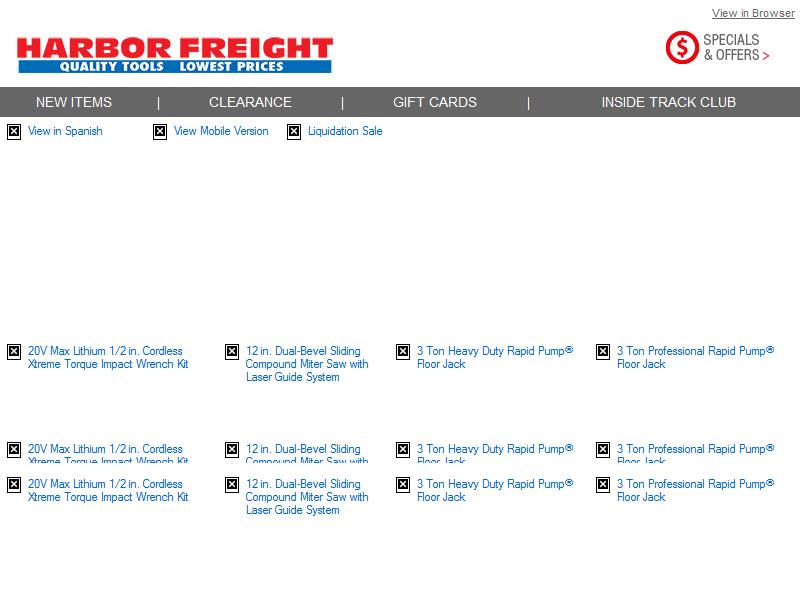 View in Browser
HARBOR FREIGHT
QUALITY TOOLS LOWEST PRICES
SPECIALS
& OFFERS >
NEW ITEMS | CLEARANCE | GIFT CARDS | INSIDE TRACK CLUB
View in Spanish View Mobile Version Liquidation Sale
20V Max Lithium 1/2 in. Cordless
Xtreme Torque Impact Wrench Kit
12 in. Dual-Bevel Sliding
Compound Miter Saw with
Laser Guide System
3 Ton Heavy Duty Rapid Pump®
Floor Jack
3 Ton Professional Rapid Pump®
Floor Jack
20V Max Lithium 1/2 in. Cordless
Xtreme Torque Impact Wrench Kit
12 in. Dual-Bevel Sliding
Compound Miter Saw with
3 Ton Heavy Duty Rapid Pump®
Floor Jack
3 Ton Professional Rapid Pump®
Floor Jack
20V Max Lithium 1/2 in. Cordless
Xtreme Torque Impact Wrench Kit
12 in. Dual-Bevel Sliding
Compound Miter Saw with
Laser Guide System
3 Ton Heavy Duty Rapid Pump®
Floor Jack
3 Ton Professional Rapid Pump®
Floor Jack